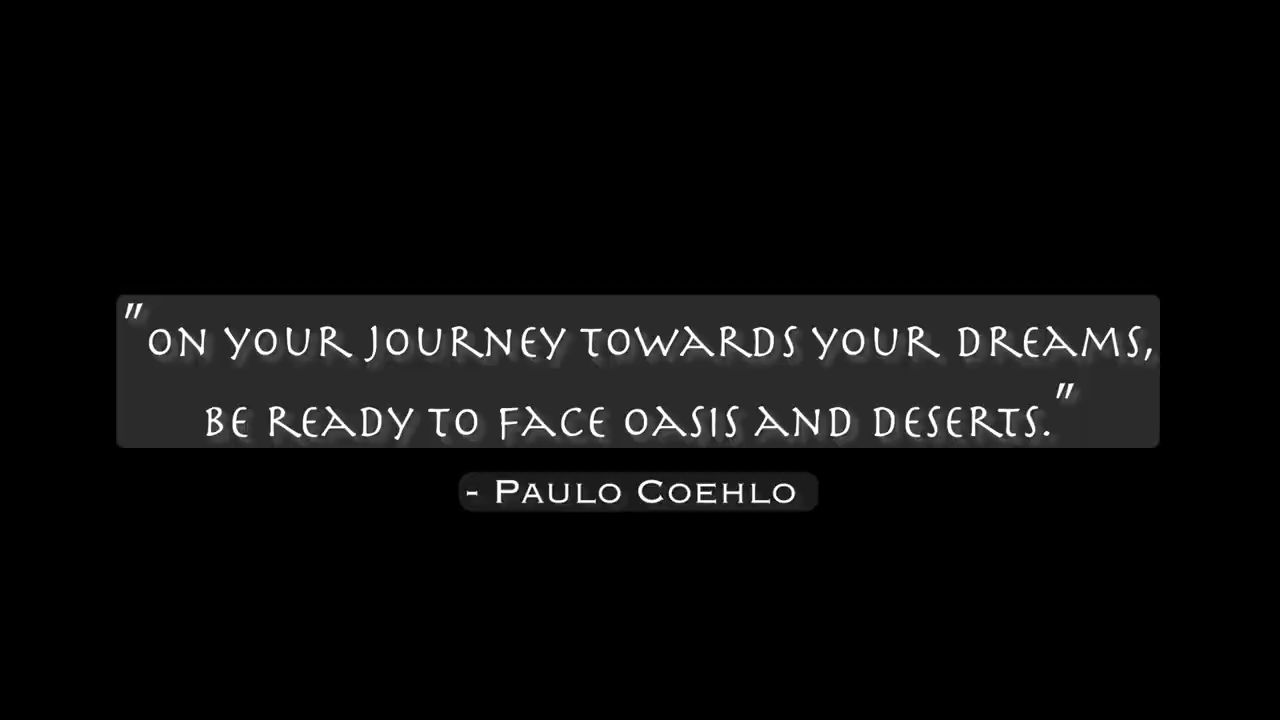 "ON YOUR JOURNEY TOWARDS YOUR DREAMS,
BE READY TO FACE OASIS AND DESERTS."
- PAULO COEHLO